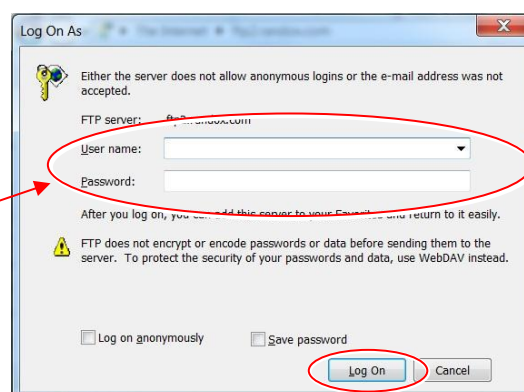 Log On As
Either the server does not allow anonymous logins or the e-mail address was not
accepted.
FTP server:
User name:
Password:
After you log on, you can add this server to your Favorites and return to it easily.
FTP does not encrypt or encode passwords or data before sending them to the
server. To protect the security of your passwords and data, use WebDAV instead.
Log on anonymously
Save password
Log On
Cancel